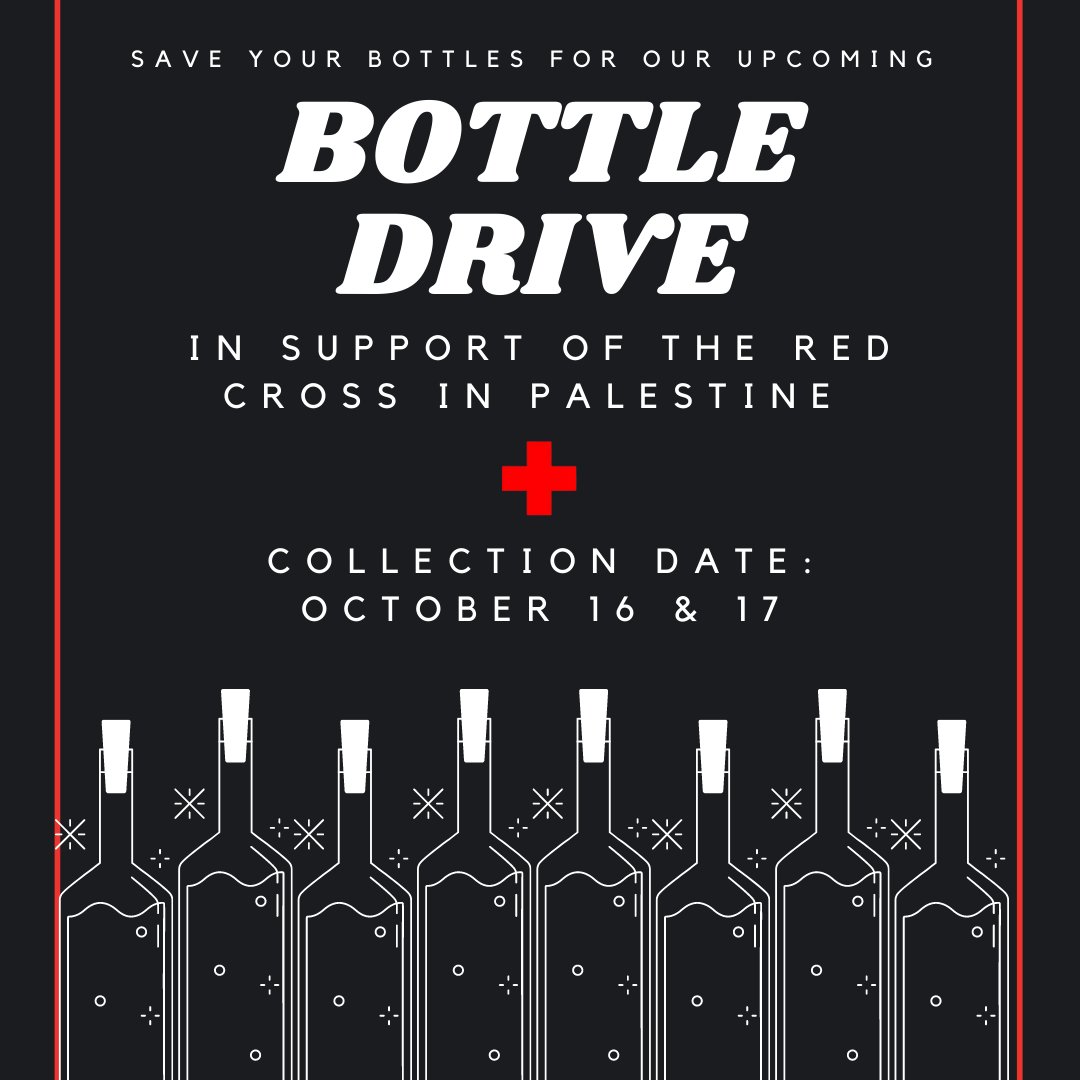 SAVE YOUR BOTTLES FOR OUR UPCOMING
BOTTLE
DRIVE
IN SUPPORT OF THE RED
CROSS IN PALESTINE
COLLECTION DATE:
OCTOBER 16 & 17